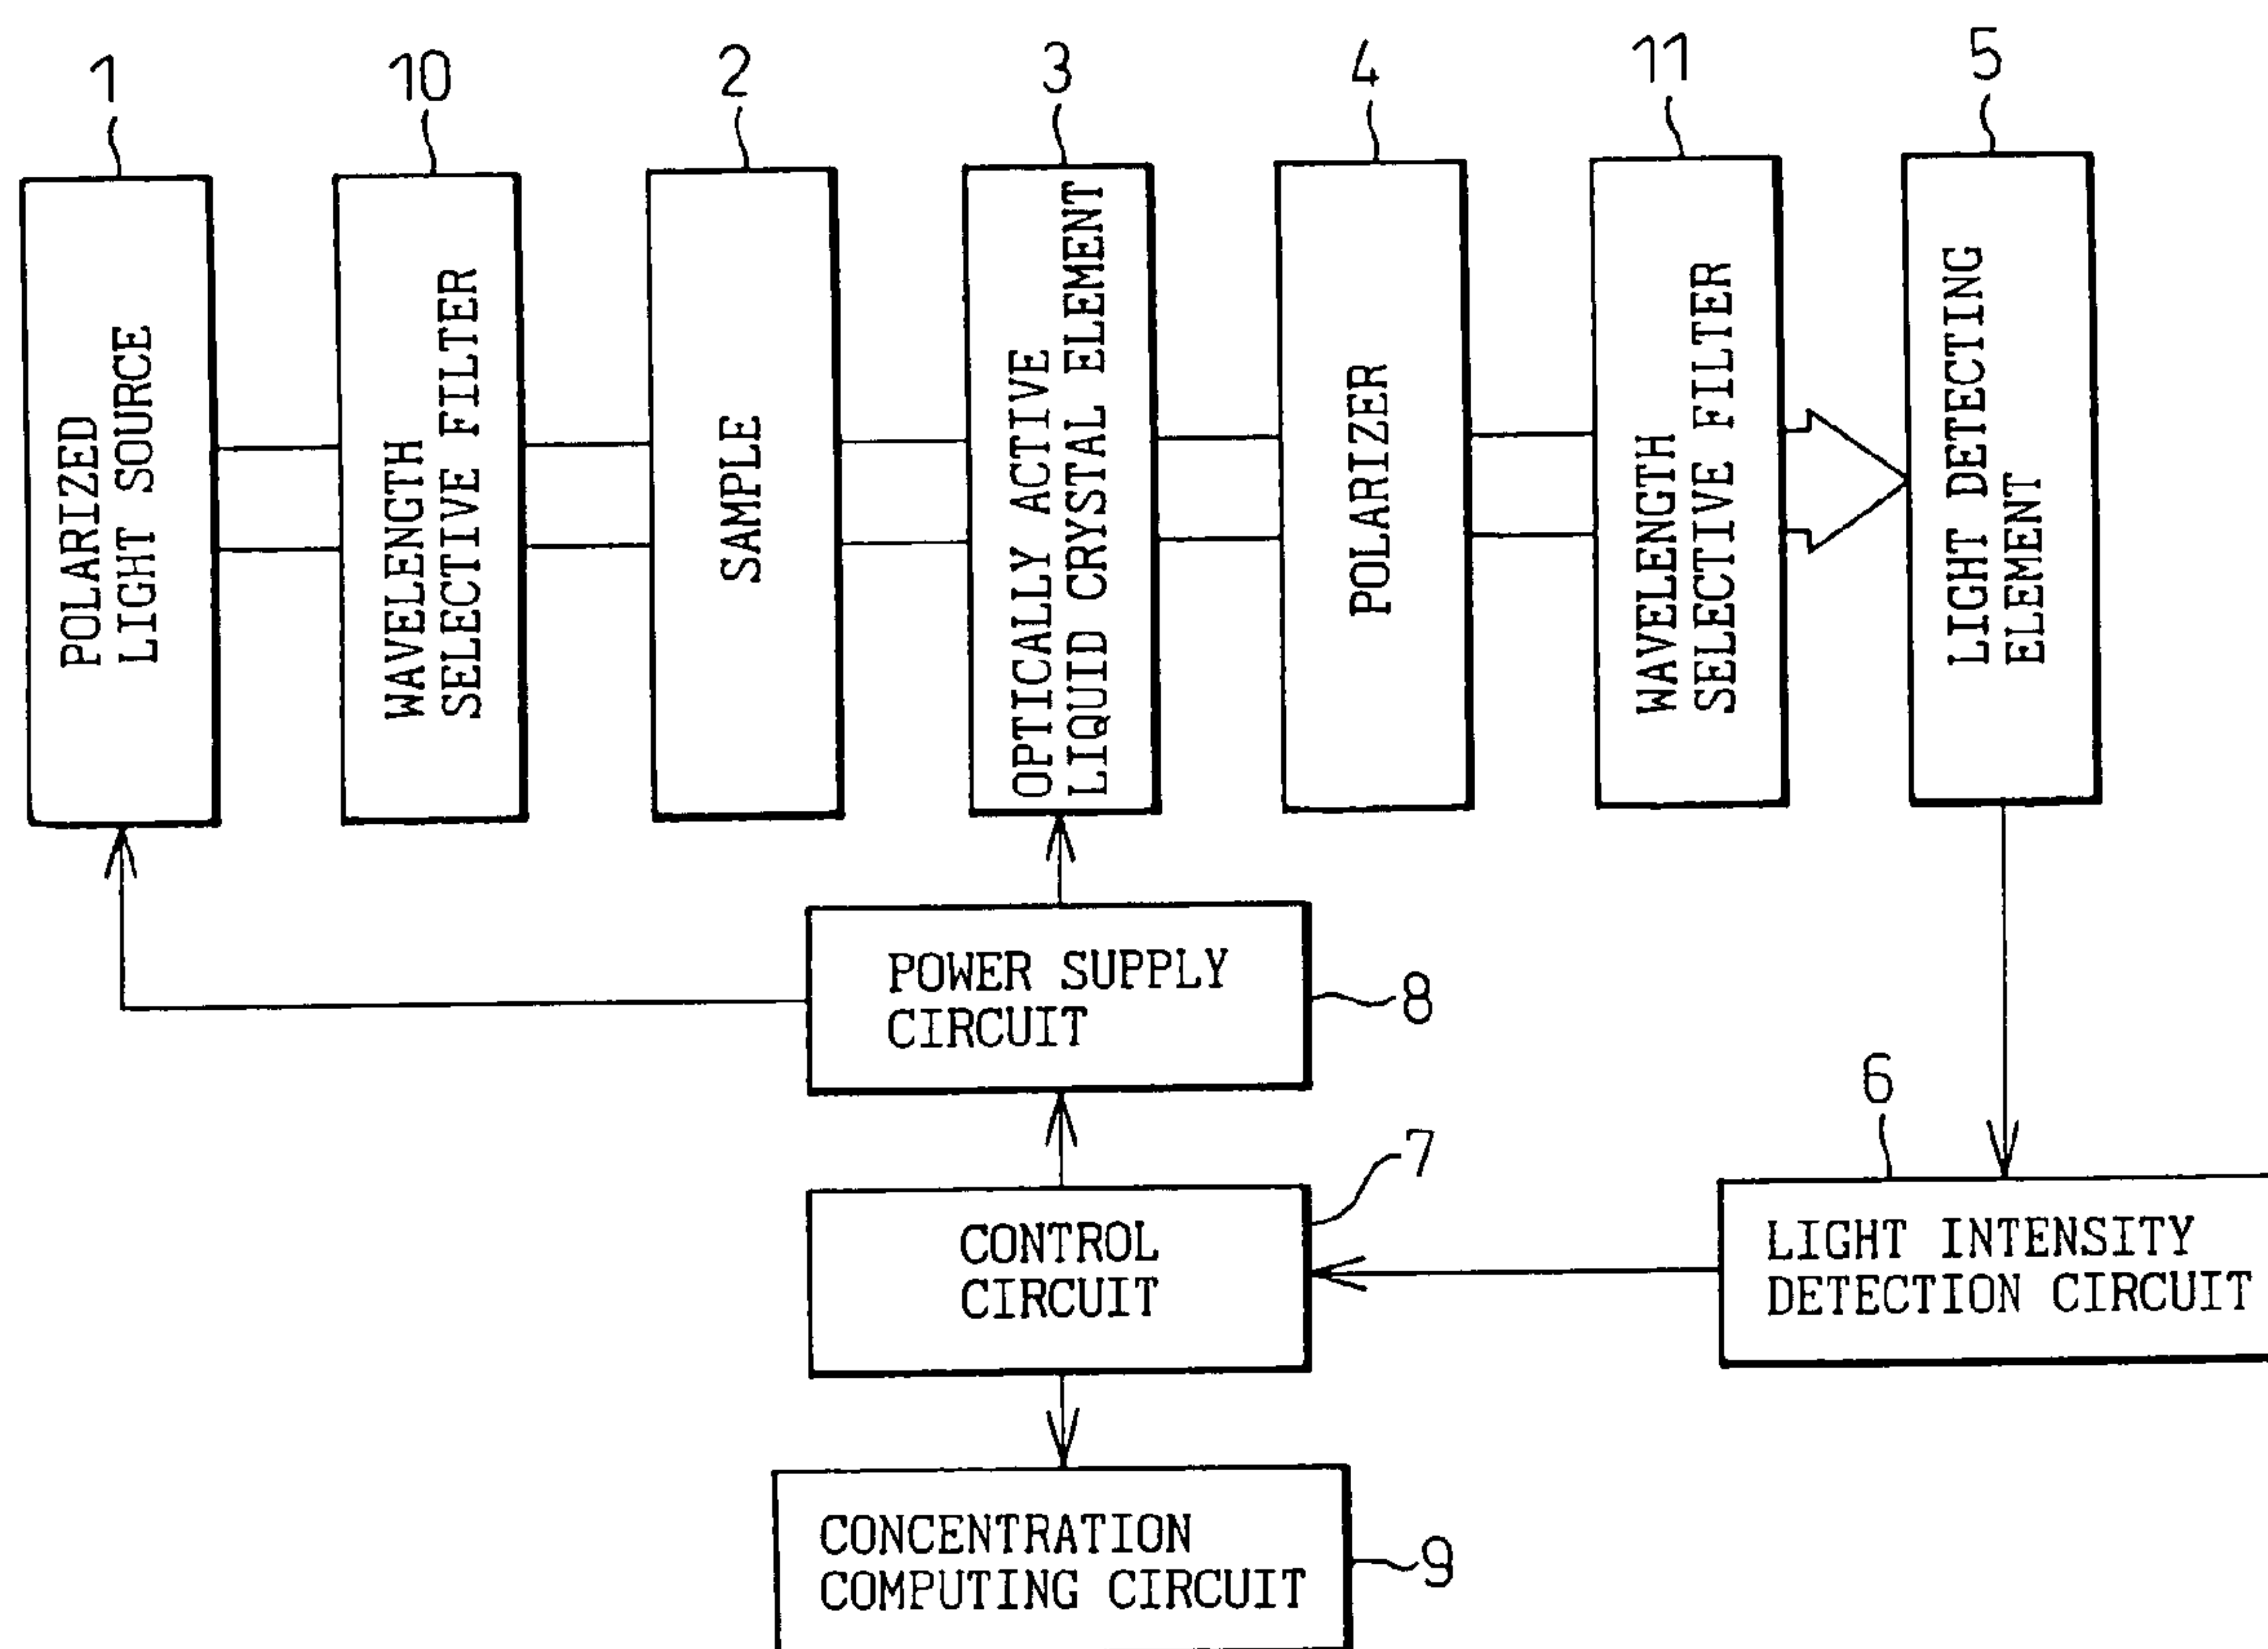 1
10
2
3
4
11
5
POLARIZED
LIGHT SOURCE
WAVELENGTH
SELECTIVE FILTER
SAMPLE
OPTICALLY ACTIVE
LIQUID CRYSTAL ELEMENT
POLARIZER
WAVELENGTH
SELECTIVE FILTER
LIGHT DETECTING
ELEMENT
POWER SUPPLY
CIRCUIT
8
6
7
CONTROL
CIRCUIT
LIGHT INTENSITY
DETECTION CIRCUIT
CONCENTRATION
COMPUTING CIRCUIT
9